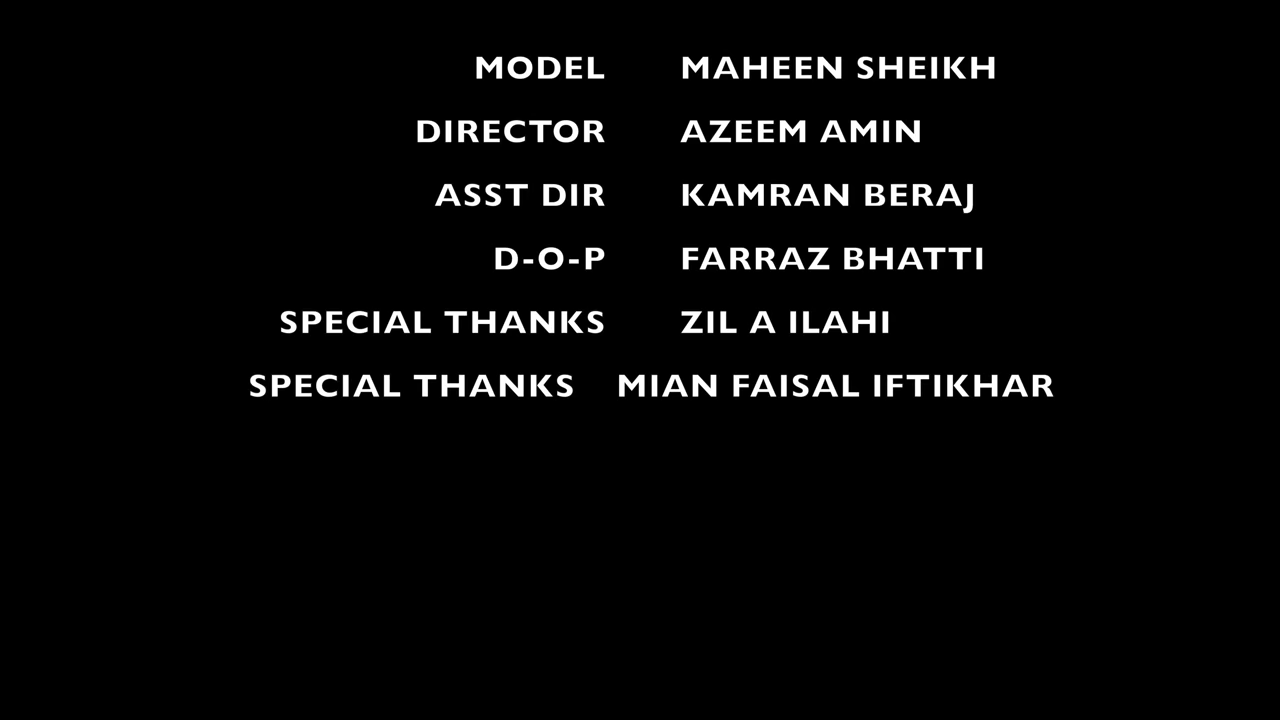 MODEL MAHEEN SHEIKH
DIRECTOR AZEEM AMIN
ASST DIR KAMRAN BERAJ
D-O-P FARRAZ BHATTI
SPECIAL THANKS ZIL A ILAHI
SPECIAL THANKS MIAN FAISAL IFTIKHAR